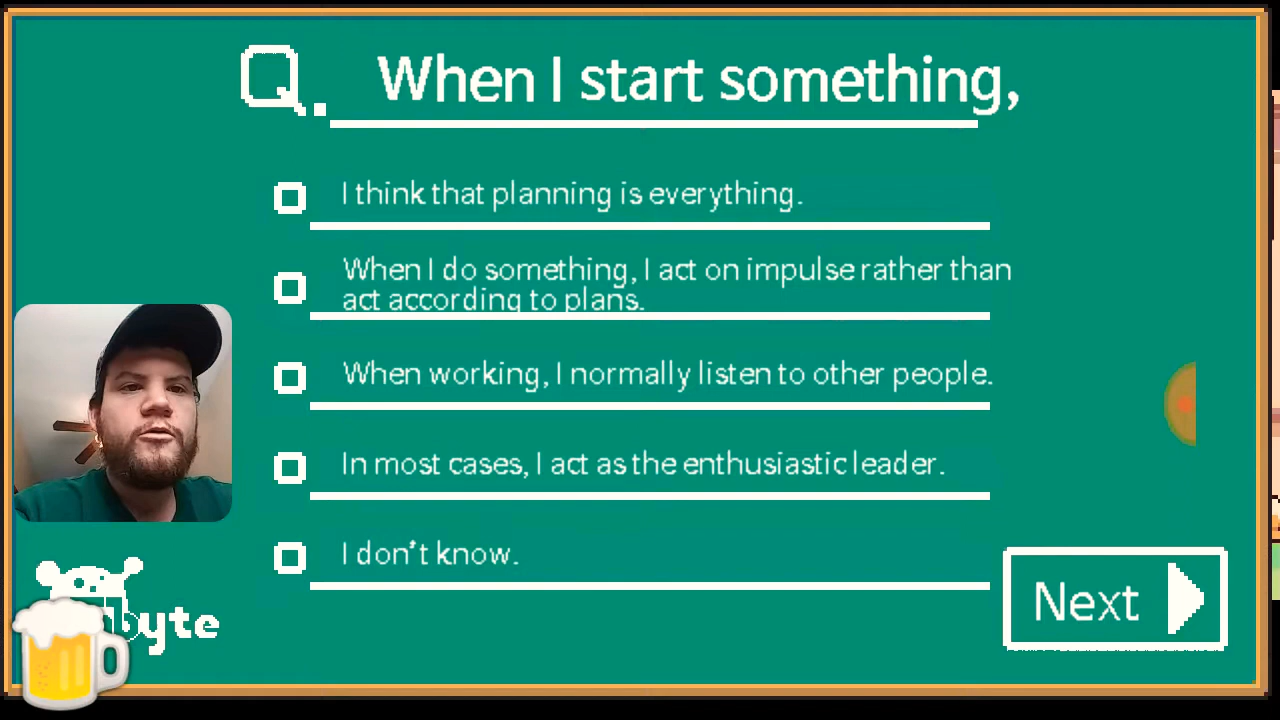 Q. When I start something,
I think that planning is everything.
When I do something, I act on impulse rather than
act according to plans.
When working, I normally listen to other people.
In most cases, I act as the enthusiastic leader.
I don't know.
Next
byte